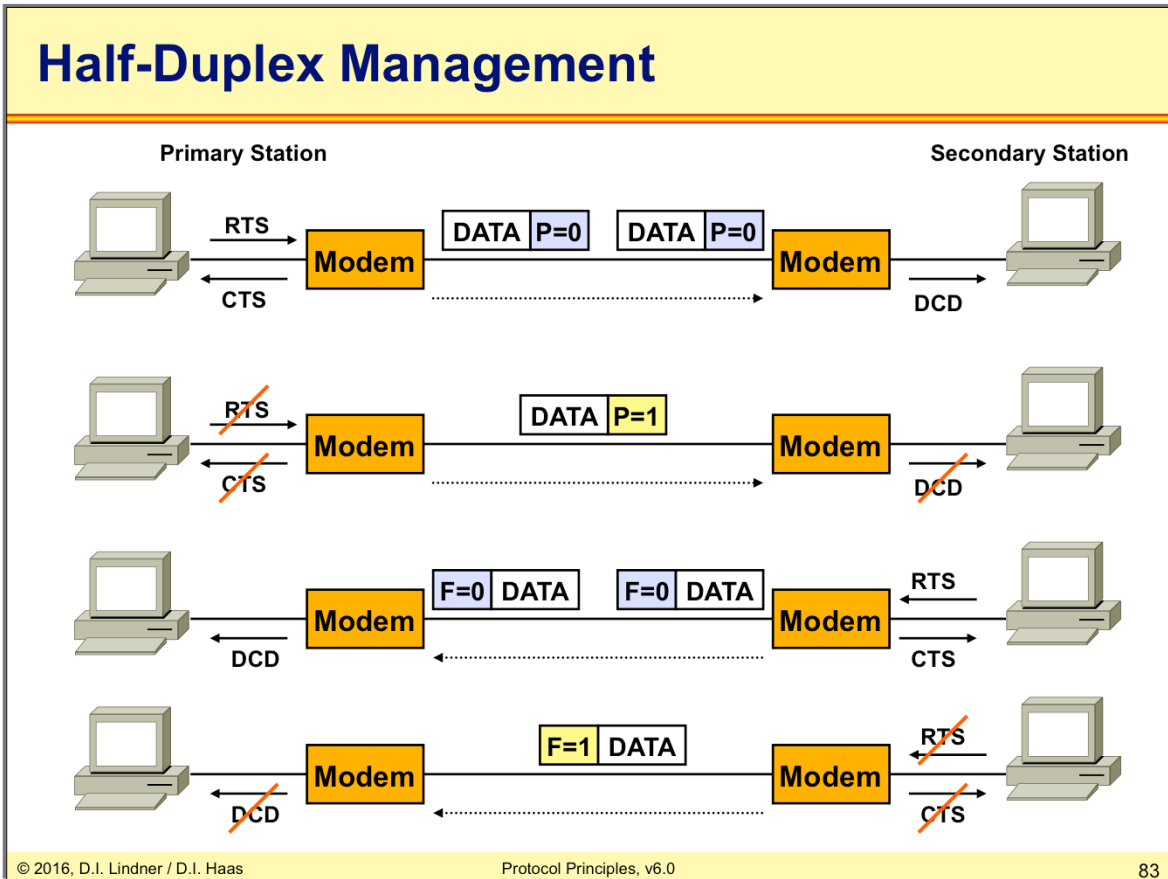 Half-Duplex Management
Primary Station Secondary Station
RTS DATA P=0 DATA P=0
Modem Modem
CTS DCD
RTS DATA P=1
Modem Modem
CTS DCD
F=0 DATA F=0 DATA RTS
Modem Modem
DCD CTS
F=1 DATA RTS
Modem Modem
DCD CTS
© 2016, D.I. Lindner / D.I. Haas Protocol Principles, v6.0 83